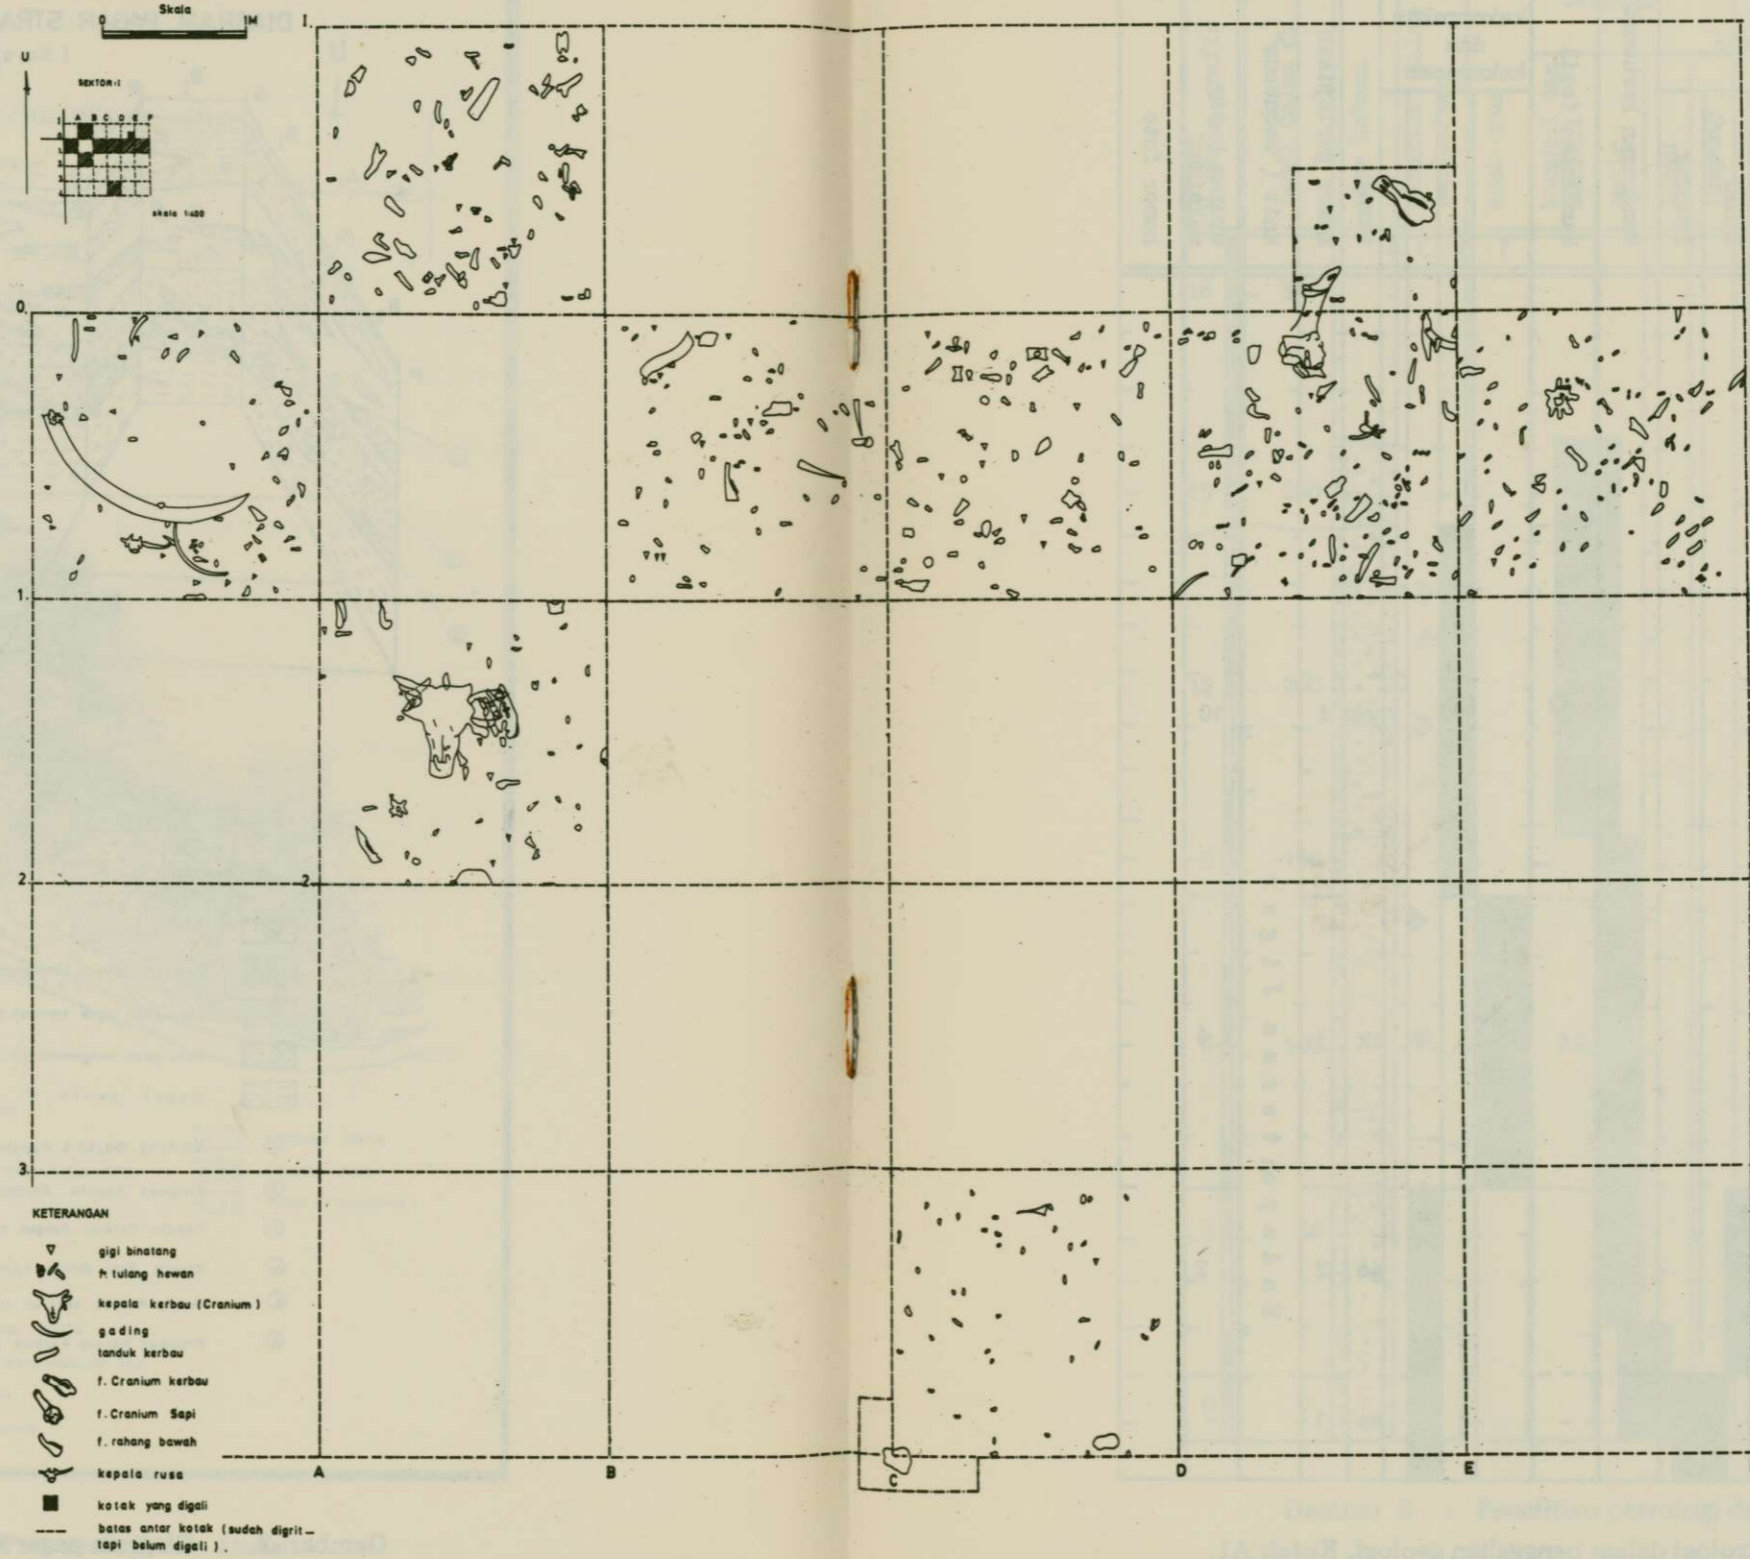 Skala
0 1M
U
SEKTOR:I
A B C D E F
skala 1:400
I.
0.
1.
2.
2.
3.
A B C D E
KETERANGAN
gigi binatang
fr. tulang hewan
kepala kerbau (Cranium)
gading
tanduk kerbau
f. Cranium kerbau
f. Cranium Sapi
f. rahang bawah
kepala rusa
kotak yang digali
batas antar kotak (sudah digrit-
tapi belum digali).